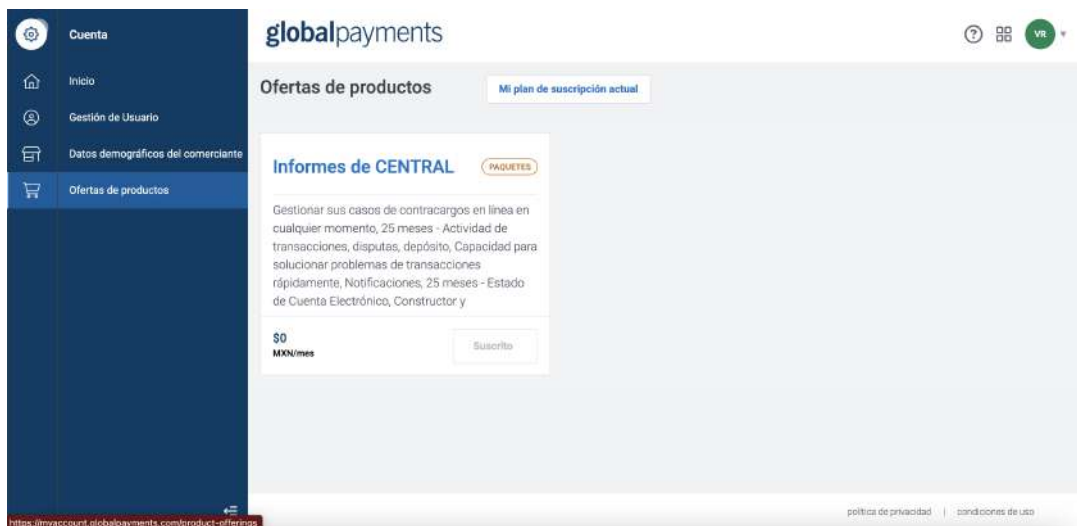 Cuenta
globalpayments
VR
Inicio
Gestión de Usuario
Datos demográficos del comerciante
Ofertas de productos
Ofertas de productos
Mi plan de suscripción actual
Informes de CENTRAL
PAQUETES
Gestionar sus casos de contracargos en línea en
cualquier momento, 25 meses - Actividad de
transacciones, disputas, depósito, Capacidad para
solucionar problemas de transacciones
rápidamente, Notificaciones, 25 meses - Estado
de Cuenta Electrónico, Constructor y
$0
MXN/mes
Suscrito
política de privacidad | condiciones de uso
https://myaccount.globalpayments.com/product-offerings